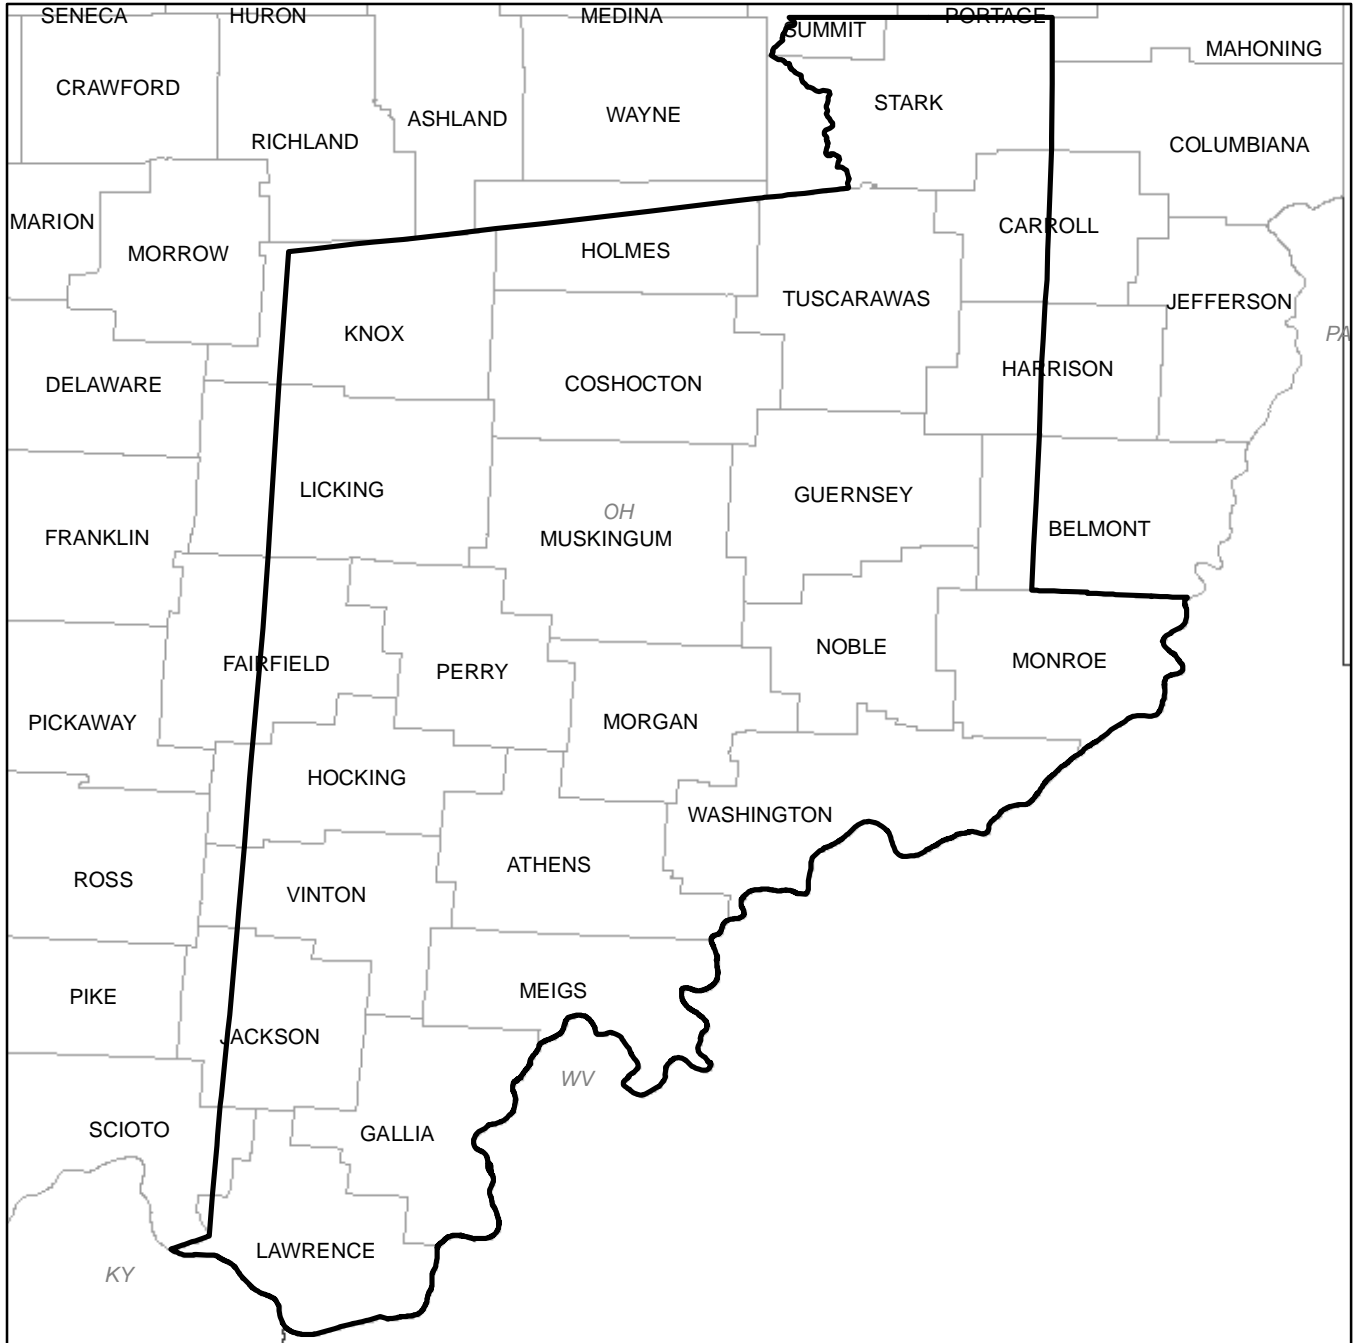 SENECA
HURON
MEDINA
PORTAGE
SUMMIT
MAHONING
CRAWFORD
STARK
ASHLAND
WAYNE
RICHLAND
COLUMBIANA
MARION
CARROLL
MORROW
HOLMES
TUSCARAWAS
JEFFERSON
KNOX
PA
HARRISON
DELAWARE
COSHOCTON
LICKING
GUERNSEY
OH
BELMONT
FRANKLIN
MUSKINGUM
NOBLE
FAIRFIELD
MONROE
PERRY
PICKAWAY
MORGAN
HOCKING
WASHINGTON
ATHENS
ROSS
VINTON
MEIGS
PIKE
JACKSON
WV
SCIOTO
GALLIA
LAWRENCE
KY